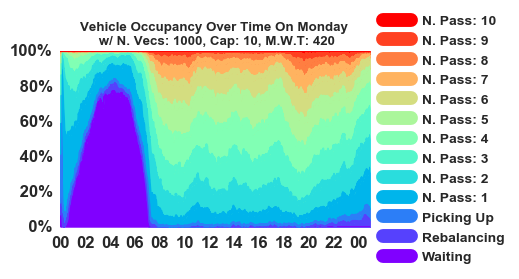 Vehicle Occupancy Over Time On Monday
w/ N. Vecs: 1000, Cap: 10, M.W.T: 420
100%
80%
60%
40%
20%
0%
00 02 04 06 08 10 12 14 16 18 20 22 00
N. Pass: 10
N. Pass: 9
N. Pass: 8
N. Pass: 7
N. Pass: 6
N. Pass: 5
N. Pass: 4
N. Pass: 3
N. Pass: 2
N. Pass: 1
Picking Up
Rebalancing
Waiting